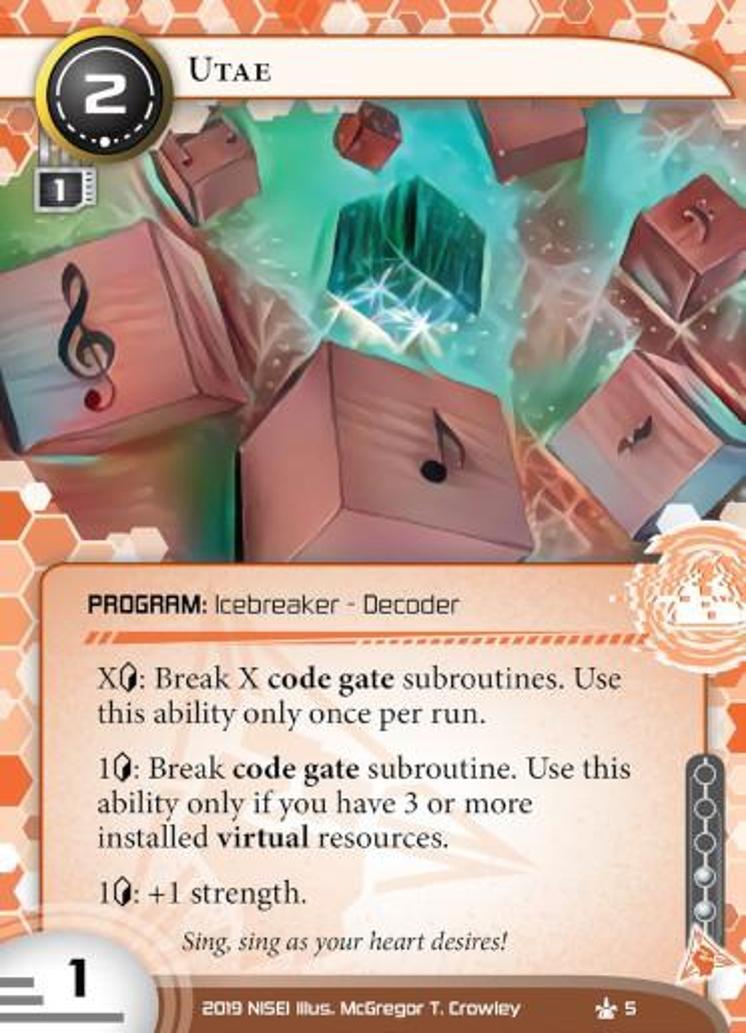 2
UTAE
1
PROGRAM: Icebreaker - Decoder
X: Break X code gate subroutines. Use
this ability only once per run.
1: Break code gate subroutine. Use this
ability only if you have 3 or more
installed virtual resources.
1: +1 strength.
Sing, sing as your heart desires!
1
2019 NISEI Illus. McGregor T. Crowley
5